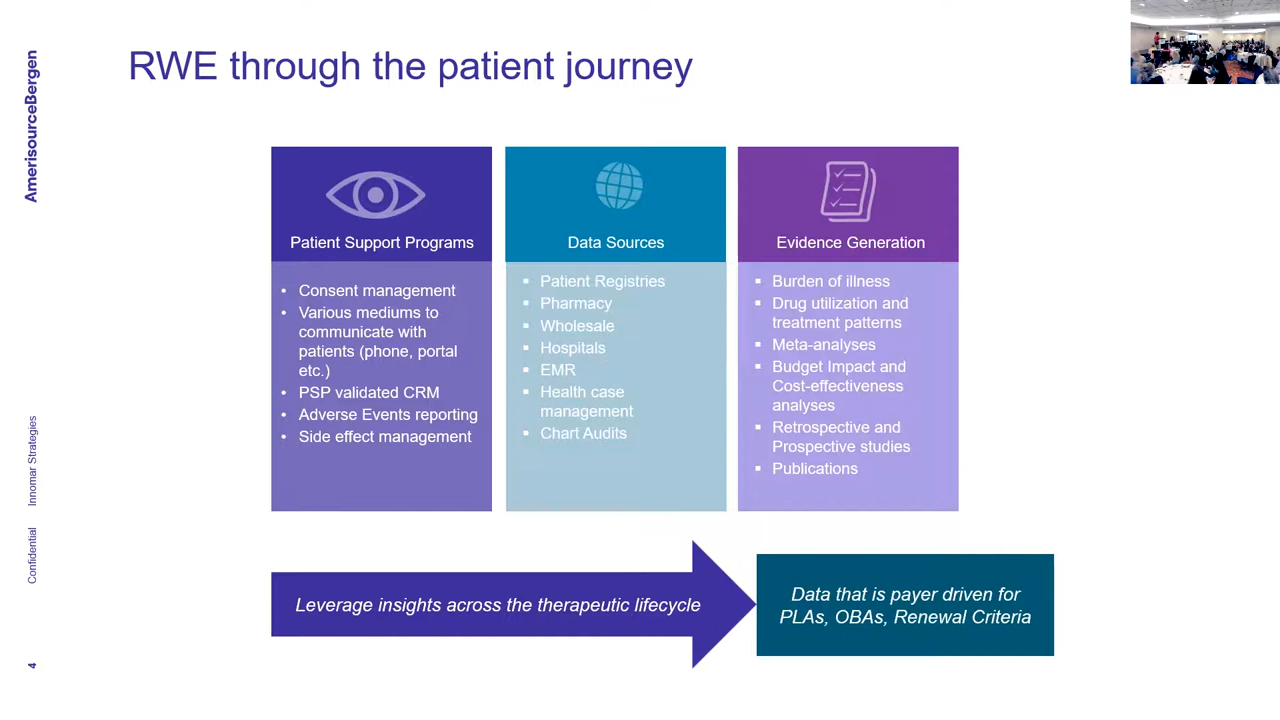 RWE through the patient journey
AmerisourceBergen
Innomar Strategies
Confidential
4
Patient Support Programs
Consent management
Various mediums to
communicate with
patients (phone, portal
etc.)
PSP validated CRM
Adverse Events reporting
Side effect management
Data Sources
Patient Registries
Pharmacy
Wholesale
Hospitals
EMR
Health case
management
Chart Audits
Evidence Generation
Burden of illness
Drug utilization and
treatment patterns
Meta-analyses
Budget Impact and
Cost-effectiveness
analyses
Retrospective and
Prospective studies
Publications
Leverage insights across the therapeutic lifecycle
Data that is payer driven for
PLAs, OBAs, Renewal Criteria